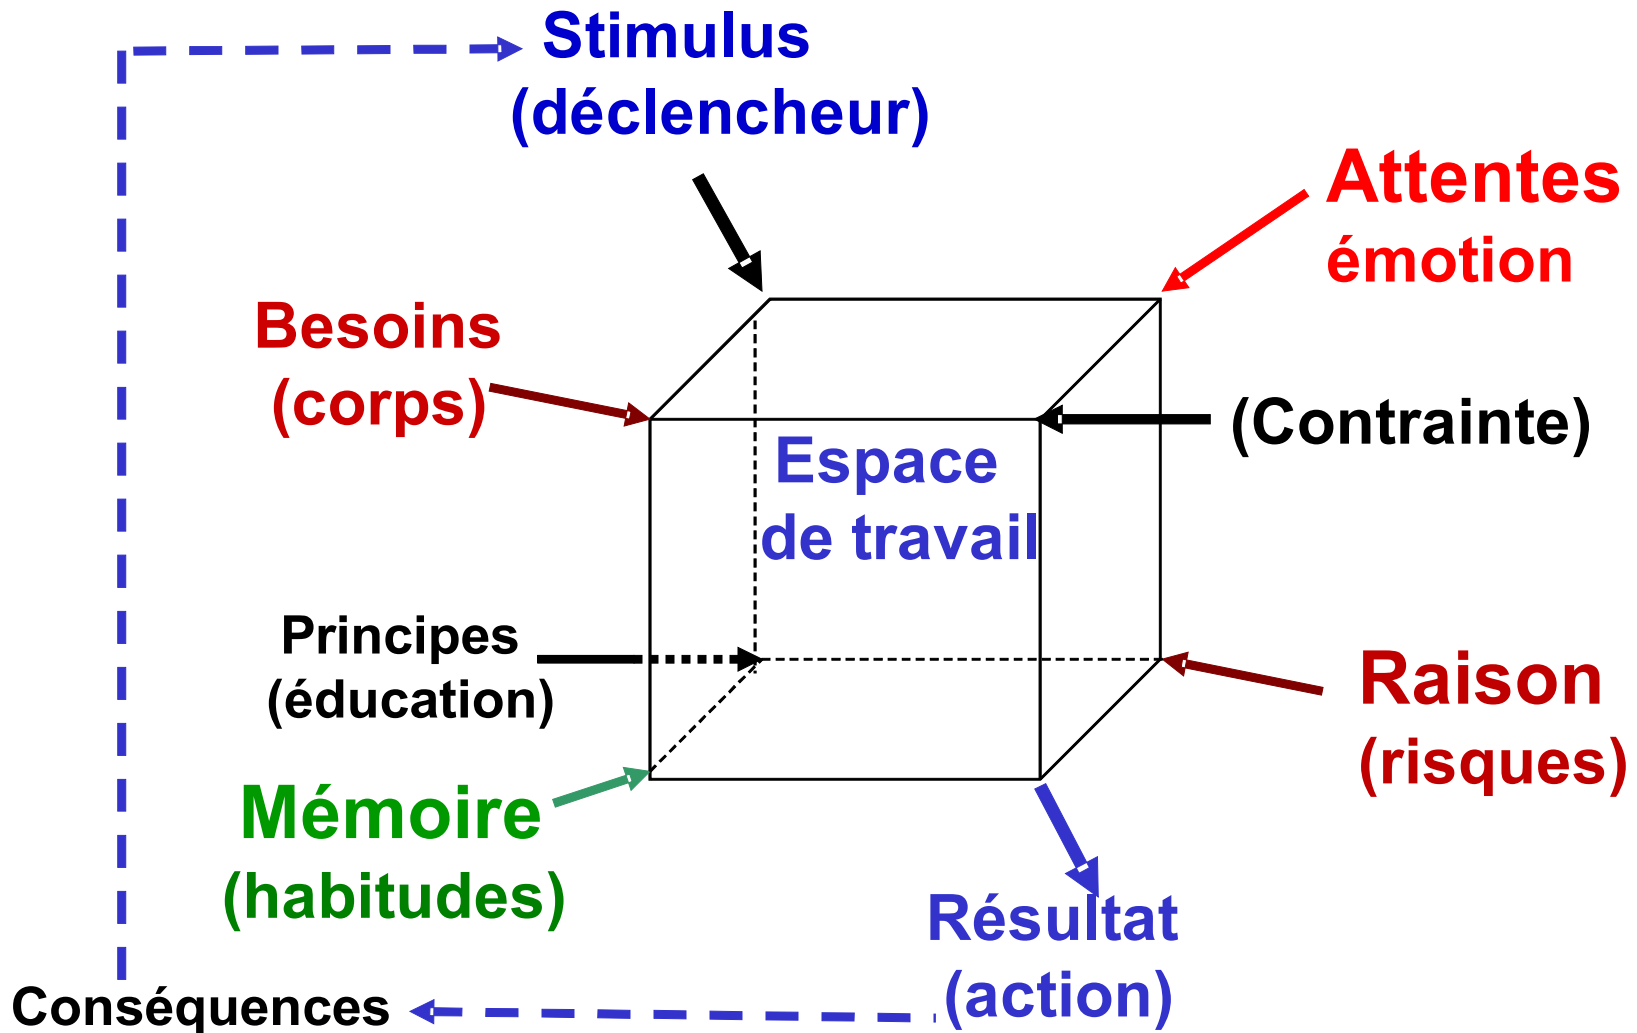 Stimulus
(déclencheur)
Attentes
émotion
Besoins
(corps)
(Contrainte)
Espace
de travail
Principes
(éducation)
Raison
(risques)
Mémoire
(habitudes)
Résultat
(action)
Conséquences